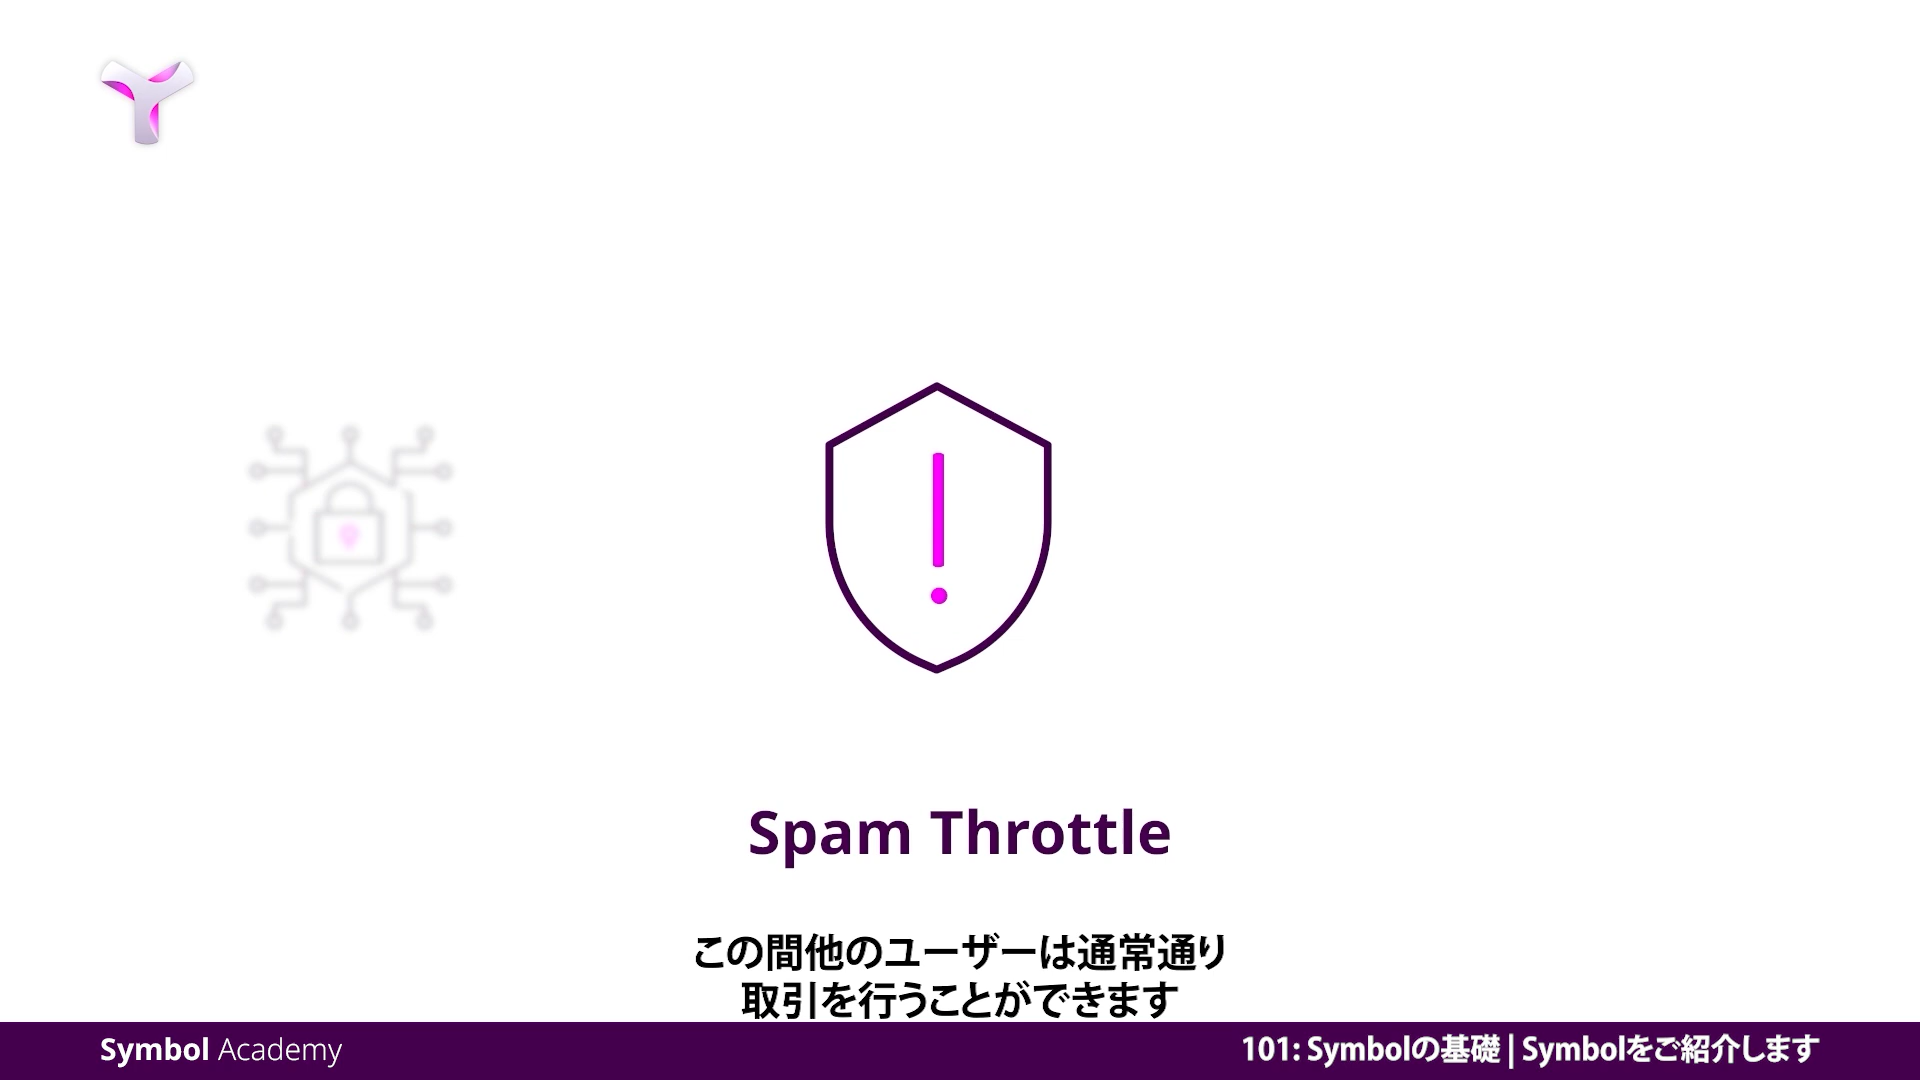 Spam Throttle
この間他のユーザーは通常通り
取引を行うことができます
Symbol Academy
101: Symbolの基礎 | Symbolをご紹介します